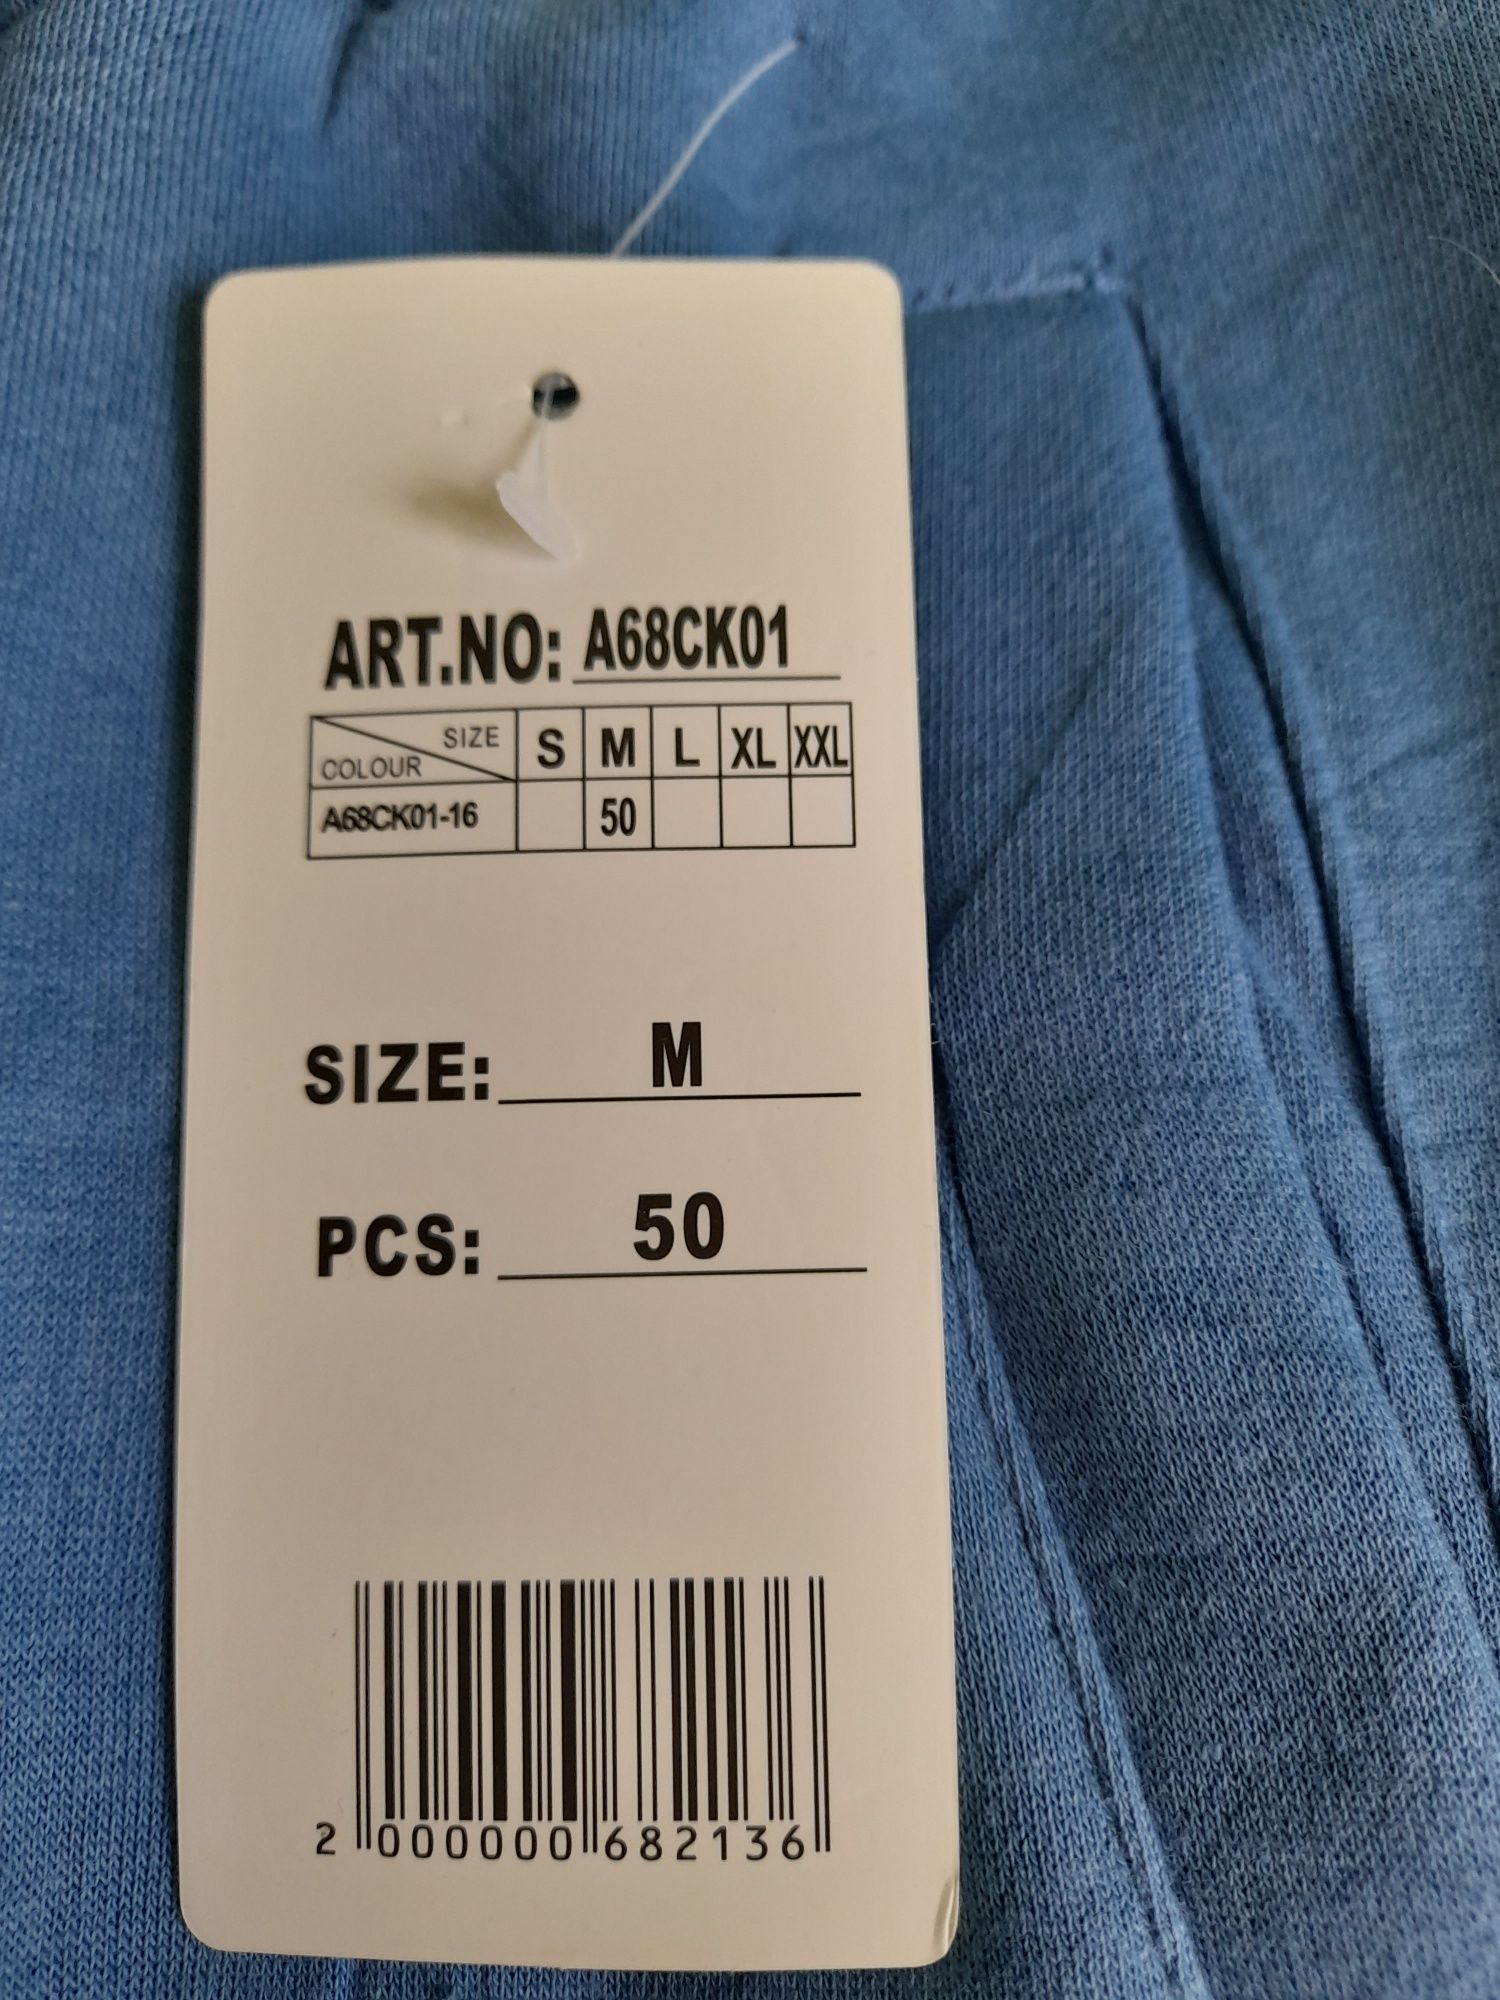 ART.NO: A68CK01
SIZE S M L XL XXL
COLOUR
A68CK01-16 50
SIZE: M
PCS: 50
2 000000 682136